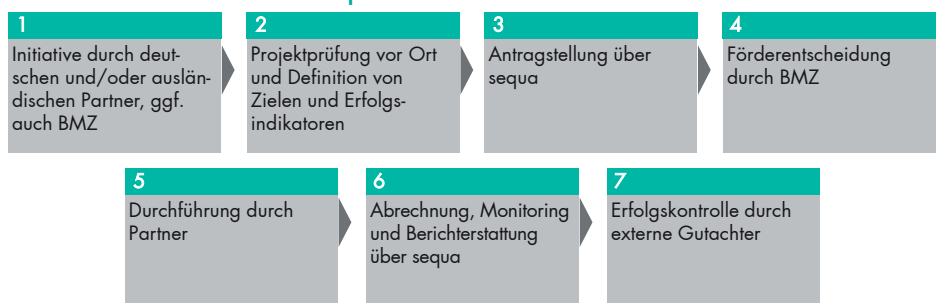 1
Initiative durch deut-
schen und/oder auslän-
dischen Partner, ggf.
auch BMZ
2
Projektprüfung vor Ort
und Definition von
Zielen und Erfolgs-
indikatoren
3
Antragstellung über
sequa
4
Förderentscheidung
durch BMZ
5
Durchführung durch
Partner
6
Abrechnung, Monitoring
und Berichterstattung
über sequa
7
Erfolgskontrolle durch
externe Gutachter